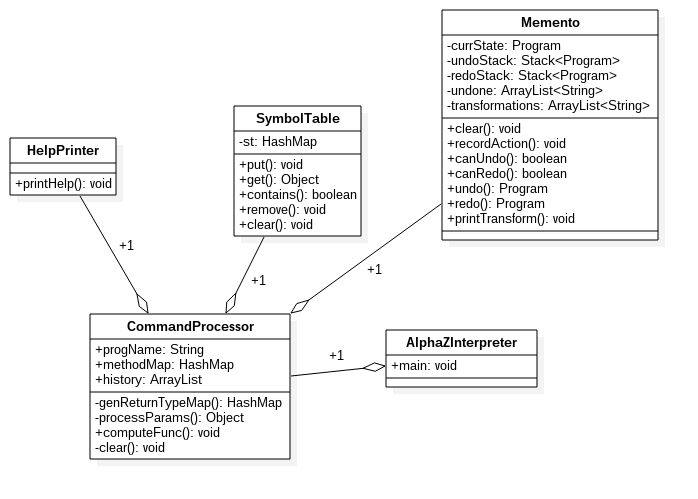 Memento
-currState: Program
-undoStack: Stack<Program>
-redoStack: Stack<Program>
-undone: ArrayList<String>
-transformations: ArrayList<String>
+clear(): void
+recordAction(): void
+canUndo(): boolean
+canRedo(): boolean
+undo(): Program
+redo(): Program
+printTransform(): void
SymbolTable
-st: HashMap
+put(): void
+get(): Object
+contains(): boolean
+remove(): void
+clear(): void
HelpPrinter
+printHelp(): void
+1
+1
+1
CommandProcessor
+progName: String
+methodMap: HashMap
+history: ArrayList
-genReturnTypeMap(): HashMap
-processParams(): Object
+computeFunc(): void
-clear(): void
+1
AlphaZInterpreter
+main: void